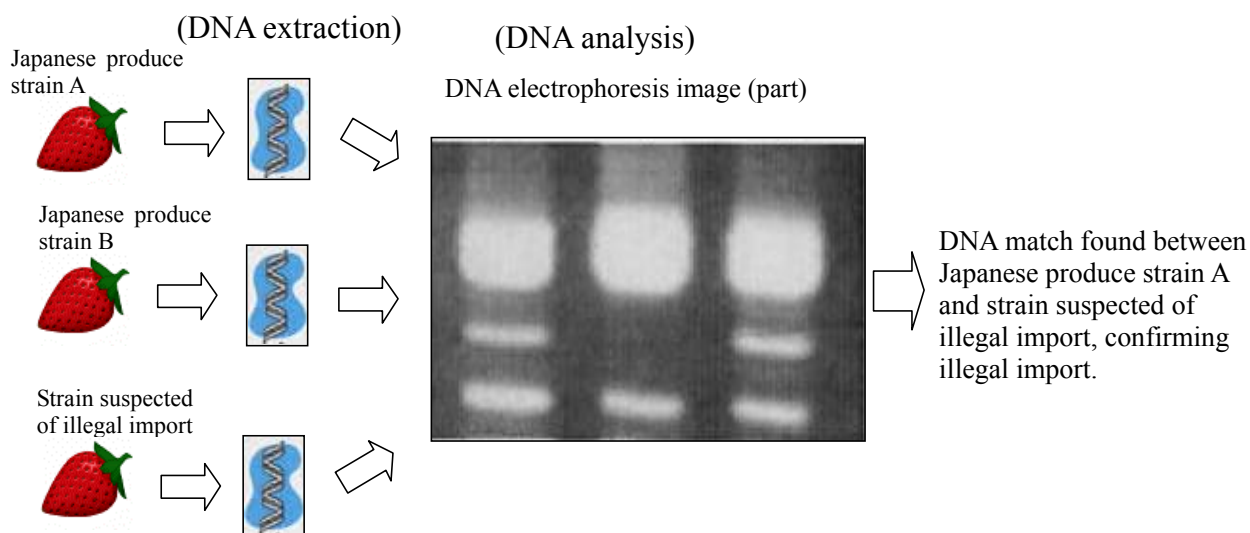 (DNA extraction)
(DNA analysis)
Japanese produce
strain A
DNA electrophoresis image (part)
Japanese produce
strain B
DNA match found between
Japanese produce strain A
and strain suspected of
illegal import, confirming
illegal import.
Strain suspected
of illegal import